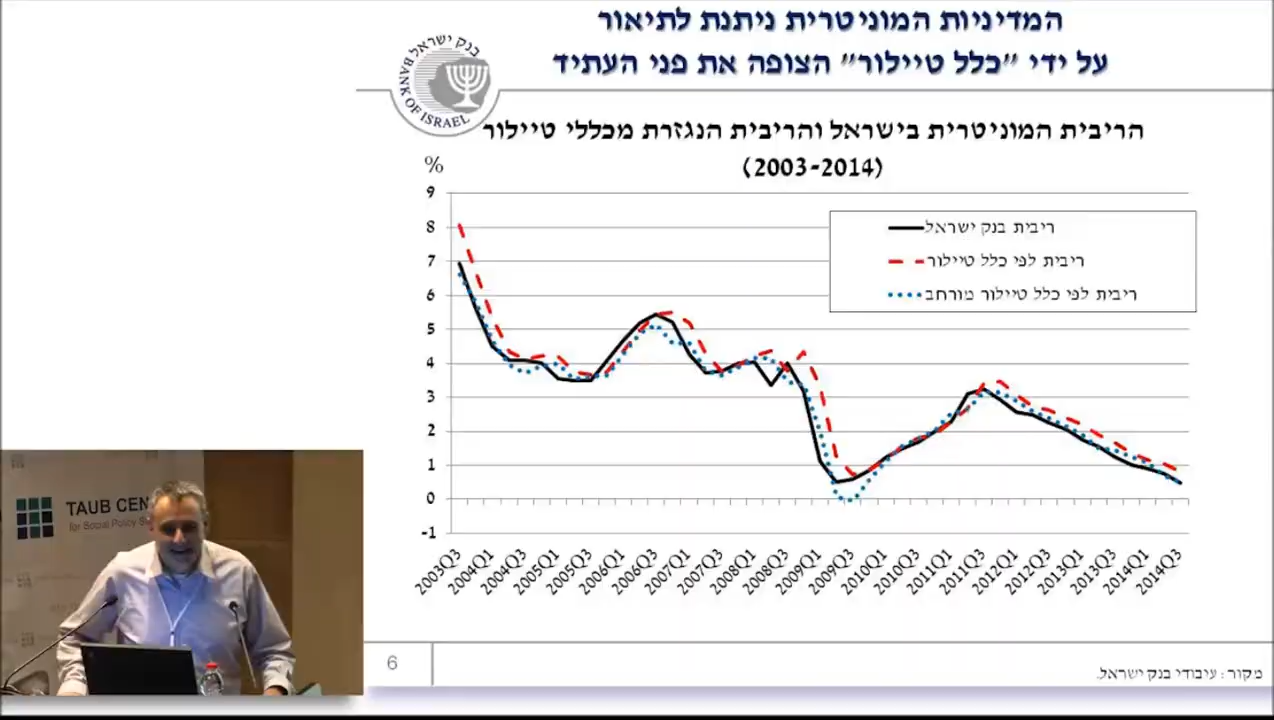 המדיניות המוניטרית ניתנת לתיאור
על ידי "כלל טיילור" הצופה את פני העתיד
בנק ישראל
BANK OF ISRAEL
הריבית המוניטרית בישראל והריבית הנגזרת מכללי טיילור
(2003-2014)
%
ריבית בנק ישראל
ריבית לפי כלל טיילור
ריבית לפי כלל טיילור מורחב
9
8
7
6
5
4
3
2
1
0
-1
2003Q3 2004Q1 2004Q3 2005Q1 2005Q3 2006Q1 2006Q3 2007Q1 2007Q3 2008Q1 2008Q3 2009Q1 2009Q3 2010Q1 2010Q3 2011Q1 2011Q3 2012Q1 2012Q3 2013Q1 2013Q3 2014Q1 2014Q3
TAUB CEN
for Social Policy S
6
מקור: עיבודי בנק ישראל.